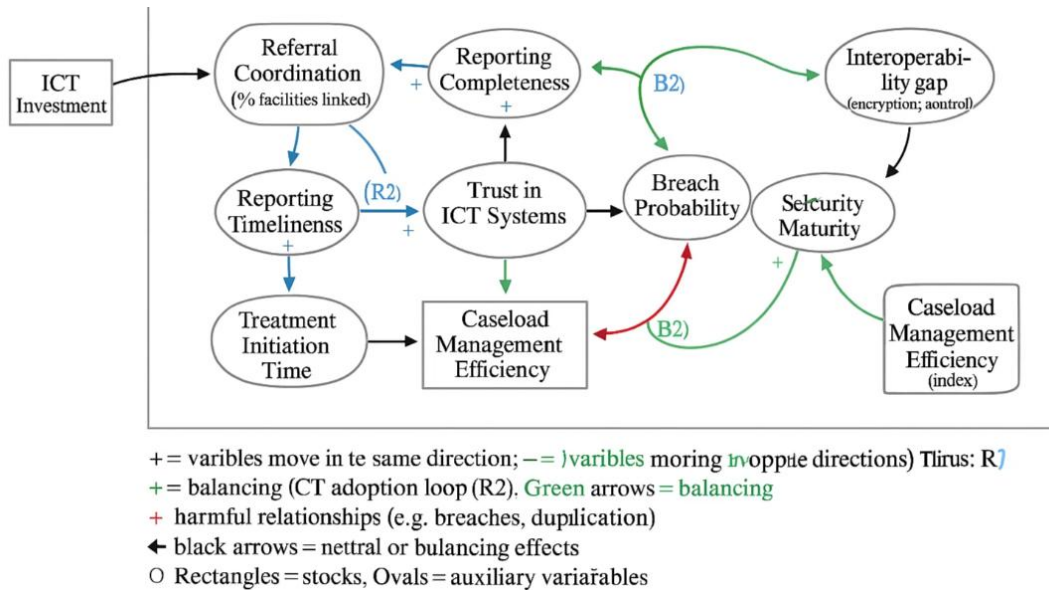 ICT
Investment
Referral
Coordination
(% facilities linked)
Reporting
Completeness
+
+
B2)
Interoperabi-
lity gap
(encryption; aontrol)
Reporting
Timelinenss
+
(R2)
+
Trust in
ICT Systems
Breach
Probability
Selcurity
Maturity
+
Treatment
Initiation
Time
Caseload
Management
Efficiency
B2)
Caseload
Management
Efficiency
(index)
+ = varibles move in te same direction; − = )varibles moring directions) Tlirus: R
+ = balancing (CT adoption loop (R2). Green arrows = balancing
+ harmful relationships (e.g. breaches, duplication)
← black arrows = nettral or bulancing effects
O Rectangles = stocks, Ovals = auxiliary variarables